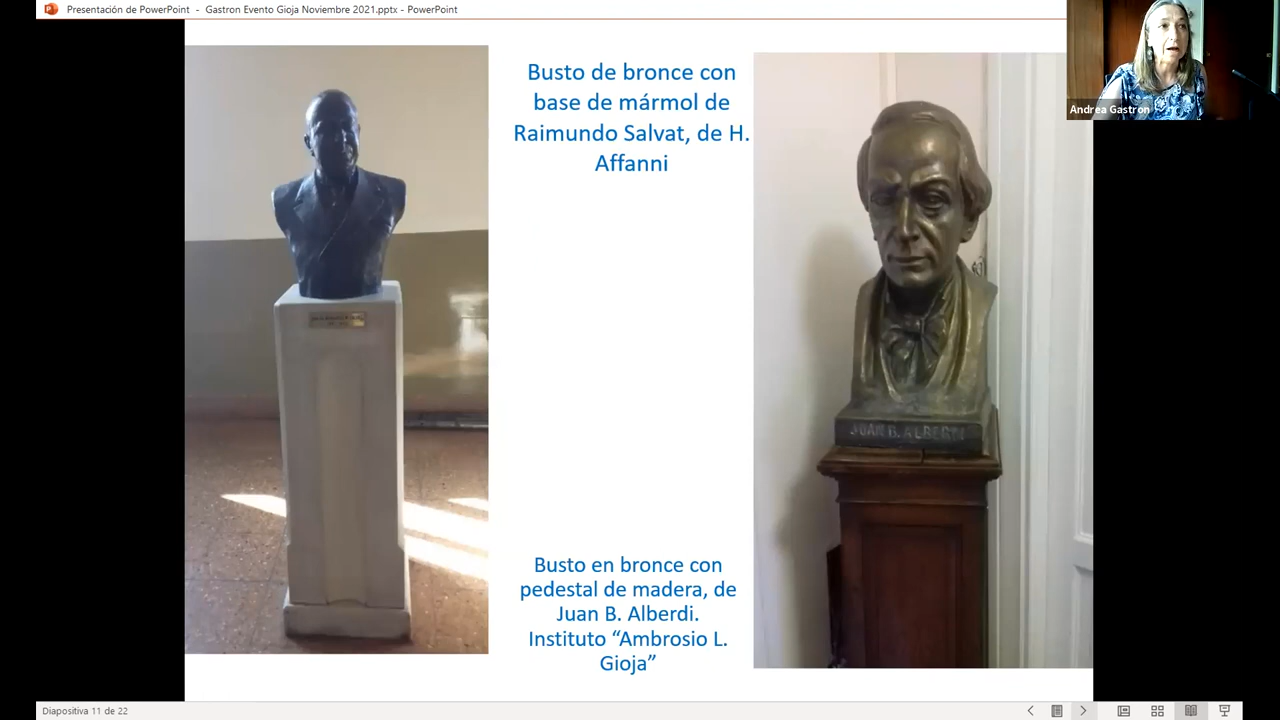 Presentación de PowerPoint - Gastron Evento Gioja Noviembre 2021.pptx - PowerPoint
Andrea Gastron
Busto de bronce con
base de mármol de
Raimundo Salvat, de H.
Affanni
JUAN B. ALBERDI
Busto en bronce con
pedestal de madera, de
Juan B. Alberdi.
Instituto “Ambrosio L.
Gioja”
Diapositiva 11 de 22